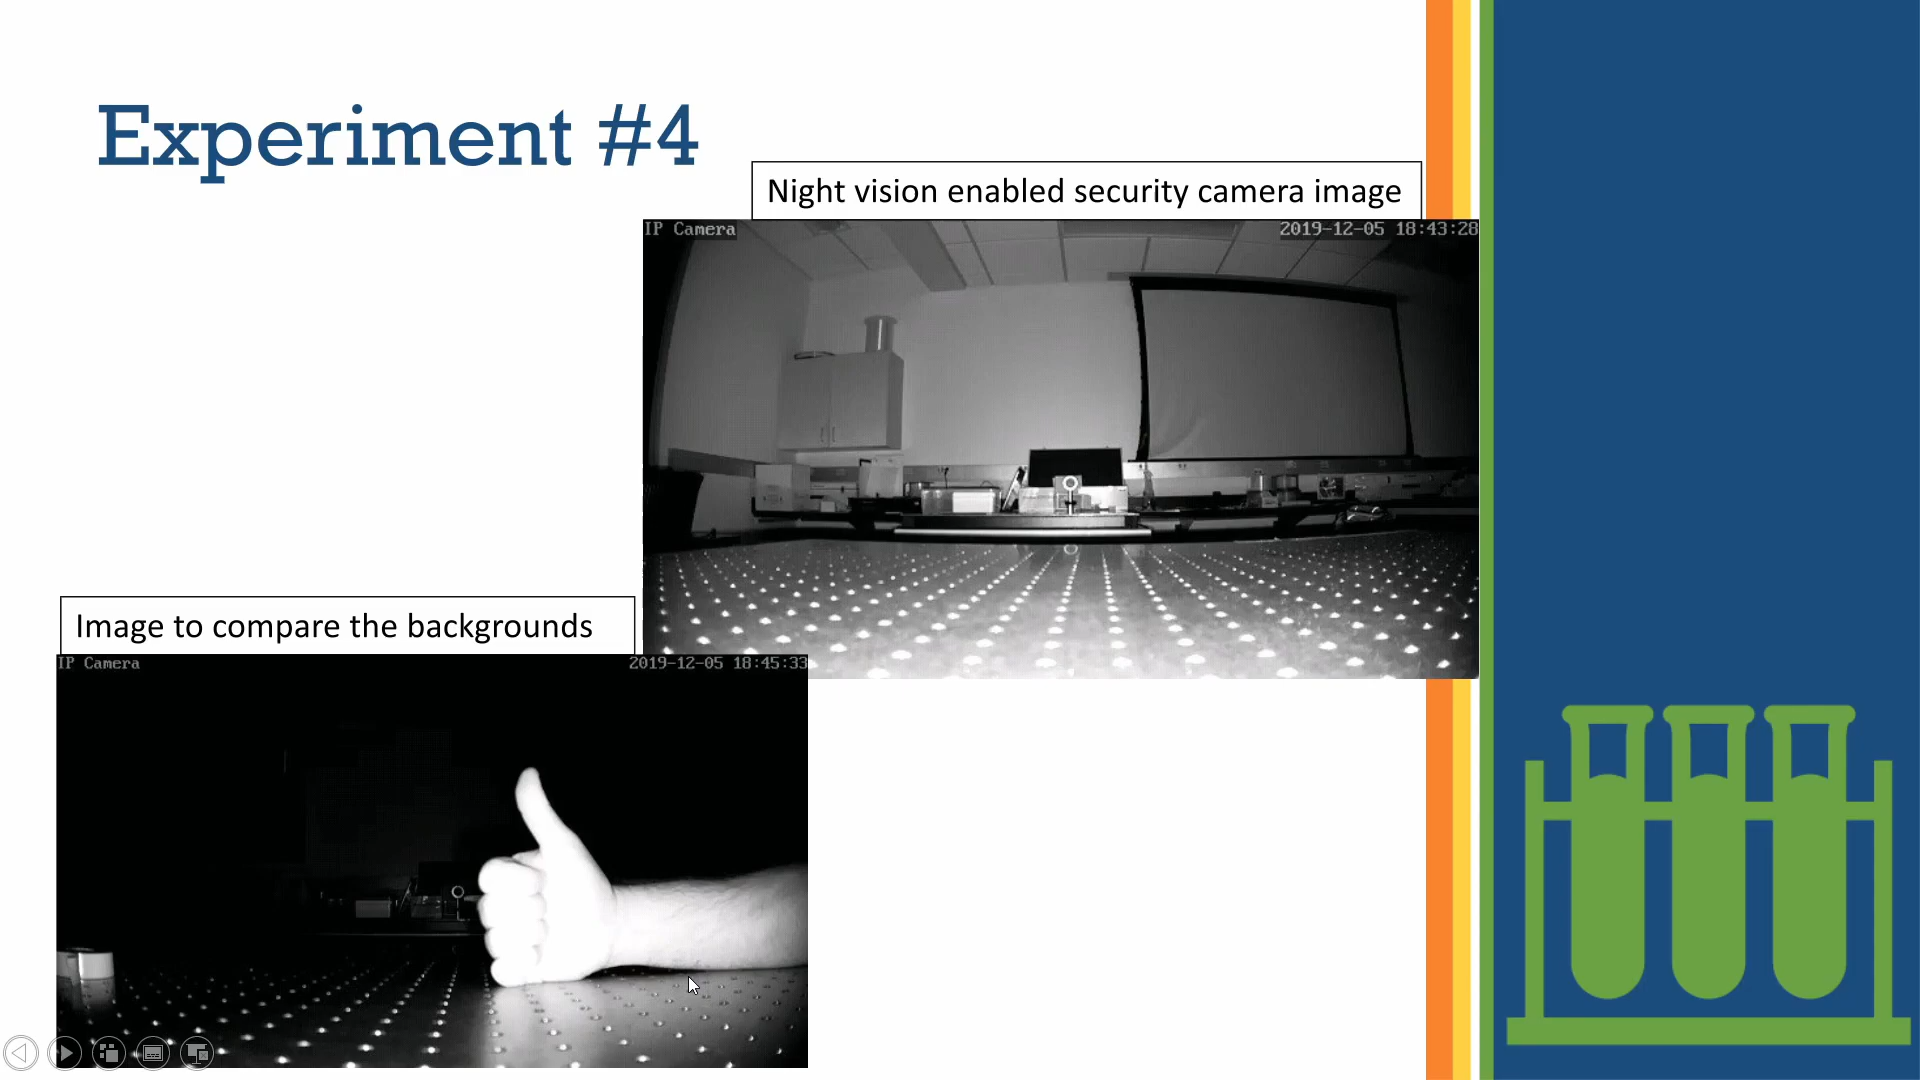 Experiment #4
Night vision enabled security camera image
IP Camera 2019-12-05 18:43:28
Image to compare the backgrounds
IP Camera 2019-12-05 18:45:33